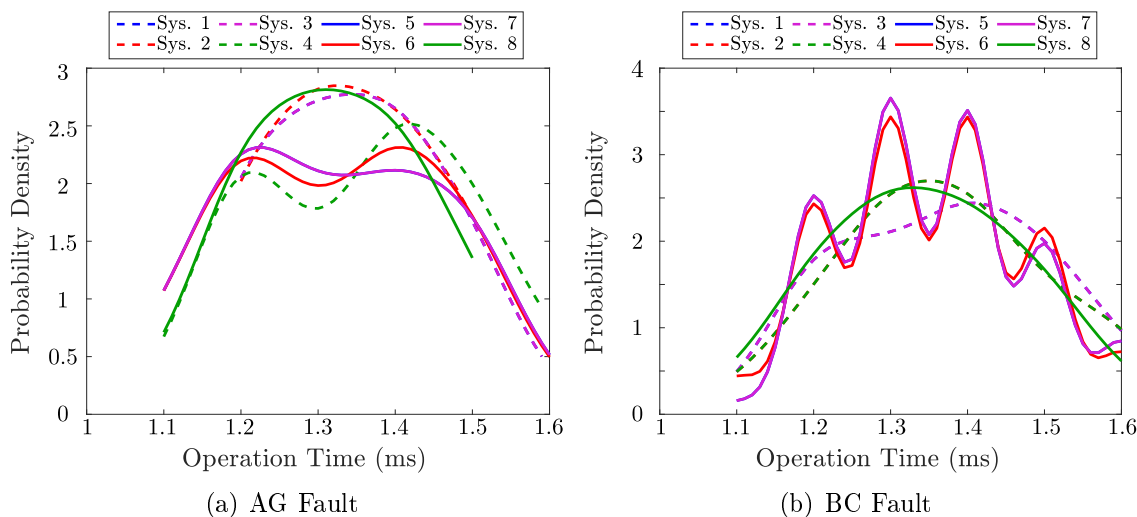 Sys. 1 Sys. 3 Sys. 5 Sys. 7
Sys. 2 Sys. 4 Sys. 6 Sys. 8
3
2.5
2
1.5
1
0.5
0
Probability Density
1 1.1 1.2 1.3 1.4 1.5 1.6
Operation Time (ms)
(a) AG Fault
Sys. 1 Sys. 3 Sys. 5 Sys. 7
Sys. 2 Sys. 4 Sys. 6 Sys. 8
4
3
2
1
0
Probability Density
1 1.1 1.2 1.3 1.4 1.5 1.6
Operation Time (ms)
(b) BC Fault